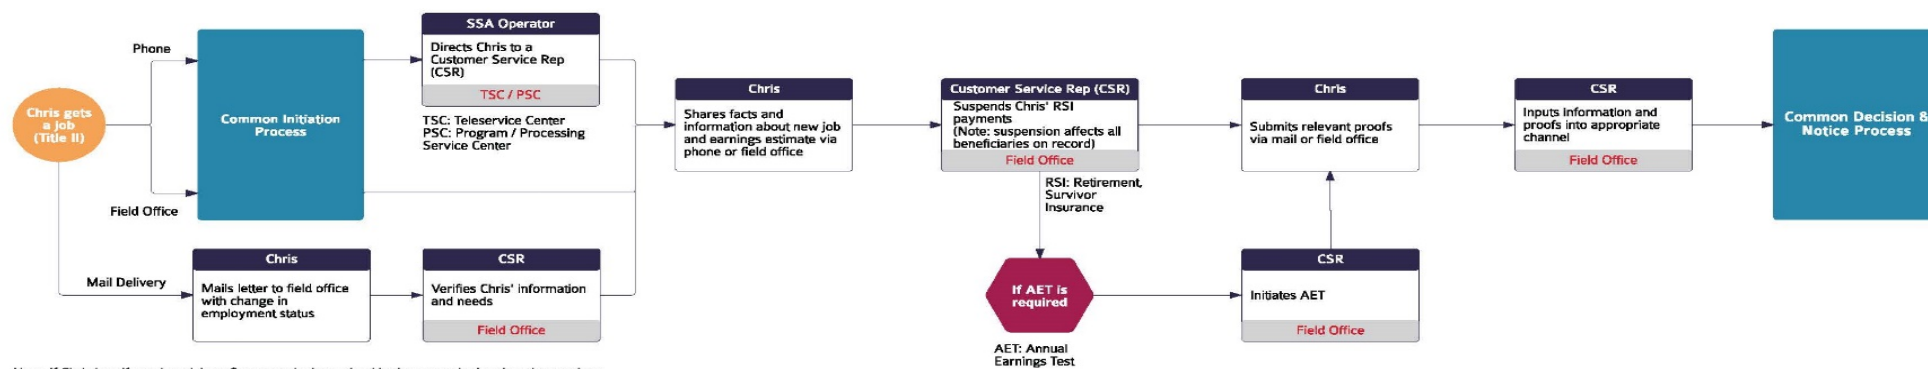 Chris gets
a job
(Title II)
Phone
Field Office
Mail Delivery
Common Initiation
Process
SSA Operator
Directs Chris to a
Customer Service Rep
(CSR)
TSC / PSC
TSC: Teleservice Center
PSC: Program / Processing
Service Center
Chris
Mails letter to field office
with change in
employment status
CSR
Verifies Chris' information
and needs
Field Office
Chris
Shares facts and
information about new job
and earnings estimate via
phone or field office
Customer Service Rep (CSR)
Suspends Chris' RSI
payments
(Note: suspension affects all
beneficiaries on record)
Field Office
RSI: Retirement,
Survivor
Insurance
If AET is
required
AET: Annual
Earnings Test
CSR
Initiates AET
Field Office
Chris
Submits relevant proofs
via mail or field office
CSR
Inputs information and
proofs into appropriate
channel
Field Office
Common Decision &
Notice Process